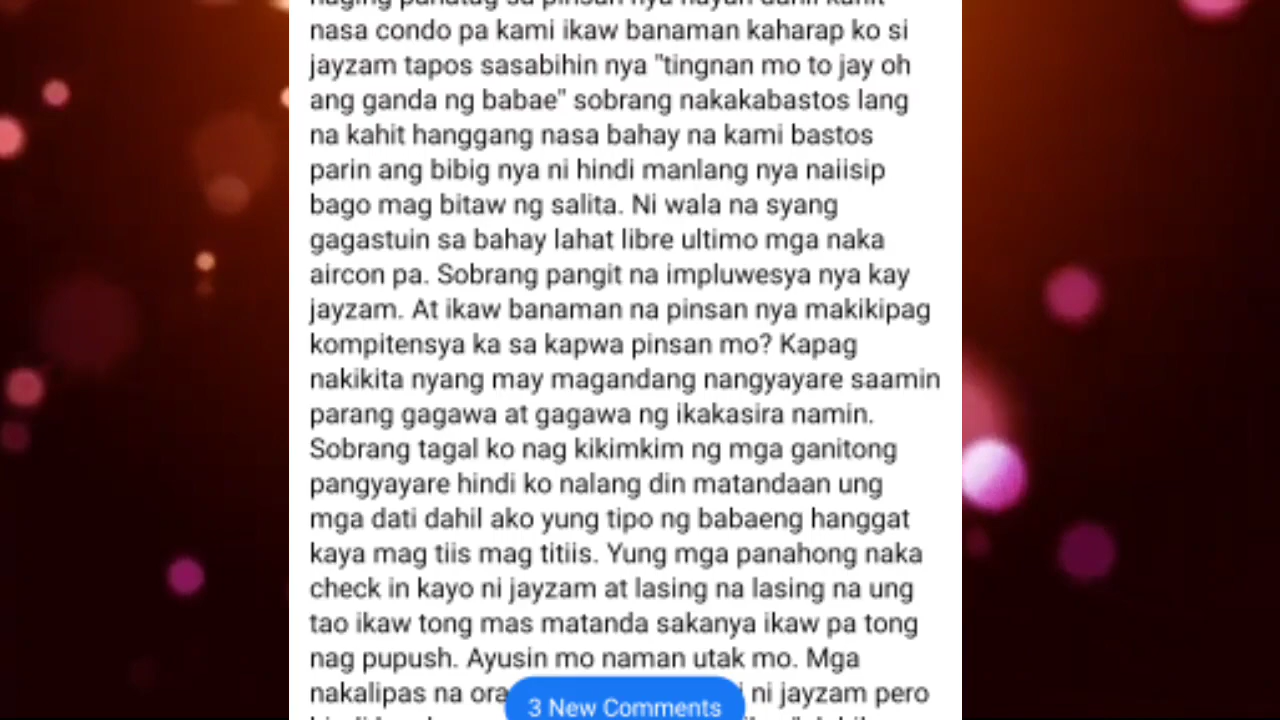 nasa condo pa kami ikaw banaman kaharap ko si
jayzam tapos sasabihin nya "tingnan mo to jay oh
ang ganda ng babae" sobrang nakakabastos lang
na kahit hanggang nasa bahay na kami bastos
parin ang bibig nya ni hindi manlang nya naiisip
bago mag bitaw ng salita. Ni wala na syang
gagastuin sa bahay lahat libre ultimo mga naka
aircon pa. Sobrang pangit na impluwesya nya kay
jayzam. At ikaw banaman na pinsan nya makikipag
kompitensya ka sa kapwa pinsan mo? Kapag
nakikita nyang may magandang nangyayare saamin
parang gagawa at gagawa ng ikakasira namin.
Sobrang tagal ko nag kikimkim ng mga ganitong
pangyayare hindi ko nalang din matandaan ung
mga dati dahil ako yung tipo ng babaeng hanggat
kaya mag tiis mag titiis. Yung mga panahong naka
check in kayo ni jayzam at lasing na lasing na ung
tao ikaw tong mas matanda sakanya ikaw pa tong
nag pupush. Ayusin mo naman utak mo. Mga
nakalipas na ni jayzam pero
3 New Comments